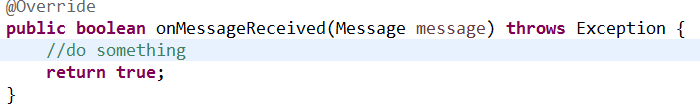 @Override
public boolean onMessageReceived(Message message) throws Exception {
//do something
return true;
}